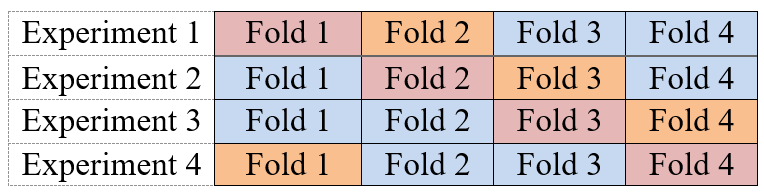 Experiment 1 Fold 1 Fold 2 Fold 3 Fold 4
Experiment 2 Fold 1 Fold 2 Fold 3 Fold 4
Experiment 3 Fold 1 Fold 2 Fold 3 Fold 4
Experiment 4 Fold 1 Fold 2 Fold 3 Fold 4